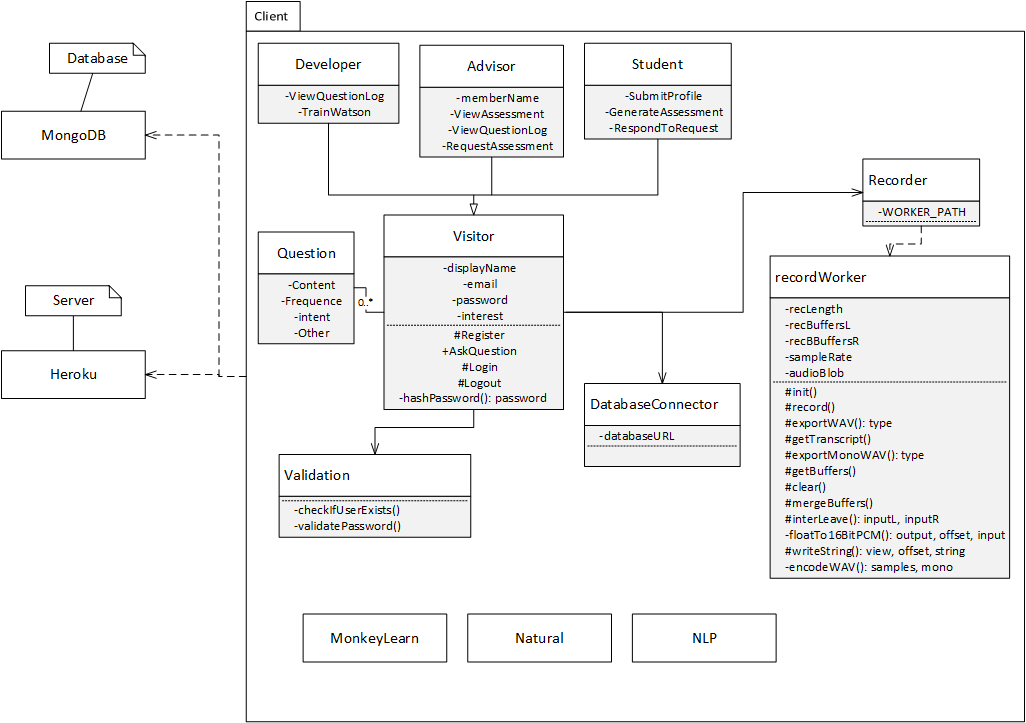 Client
Database
MongoDB
Server
Heroku
Developer
-ViewQuestionLog
-TrainWatson
Advisor
-memberName
-ViewAssessment
-ViewQuestionLog
-RequestAssessment
Student
-SubmitProfile
-GenerateAssessment
-RespondToRequest
Recorder
-WORKER_PATH
Question
-Content
-Frequence
-intent
-Other
0..*
Visitor
-displayName
-email
-password
-interest
#Register
+AskQuestion
#Login
#Logout
-hashPassword(): password
recordWorker
-recLength
-recBuffersL
-recBBuffersR
-sampleRate
-audioBlob
#init()
#record()
#exportWAV(): type
#getTranscript()
#exportMonoWAV(): type
#getBuffers()
#clear()
#mergeBuffers()
#interLeave(): inputL, inputR
-floatTo16BitPCM(): output, offset, input
#writeString(): view, offset, string
-encodeWAV(): samples, mono
DatabaseConnector
-databaseURL
Validation
-checkIfUserExists()
-validatePassword()
MonkeyLearn
Natural
NLP